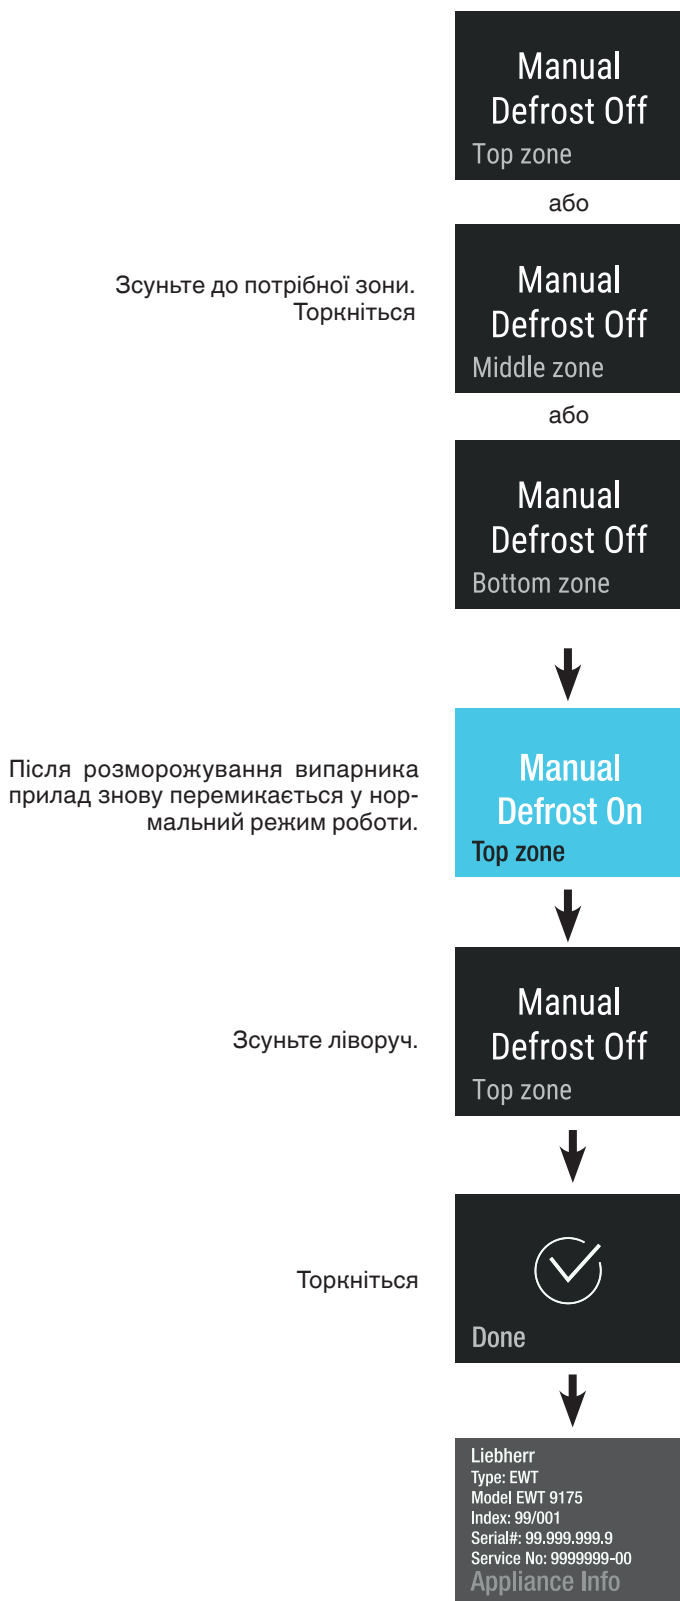 Manual
Defrost Off
Top zone
або
Зсуньте до потрібної зони.
Торкніться
Manual
Defrost Off
Middle zone
або
Manual
Defrost Off
Bottom zone
Після розморожування випарника
прилад знову перемикається у нор-
мальний режим роботи.
Manual
Defrost On
Top zone
Зсуньте ліворуч.
Manual
Defrost Off
Top zone
Торкніться
Done
Liebherr
Type: EWT
Model EWT 9175
Index: 99/001
Serial#: 99.999.999.9
Service No: 9999999-00
Appliance Info